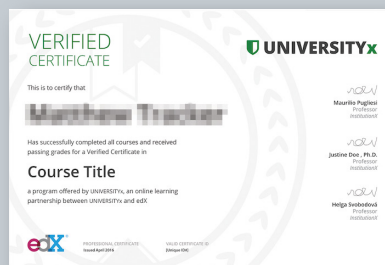 VERIFIED
CERTIFICATE
UNIVERSITYx
This is to certify that
Has successfully completed all courses and received
passing grades for a Verified Certificate in
Course Title
a program offered by UNIVERSITYx, an online learning
partnership between UNIVERSITYx and edX
Maurilio Pugliesi
Professor
InstitutionX
Justine Doe , Ph.D.
Professor
InstitutionX
Helga Svobodová
Professor
InstitutionX
edX
PROFESSIONAL CERTIFICATE
Issued April 2016
VALID CERTIFICATE ID
[Unique ID#]